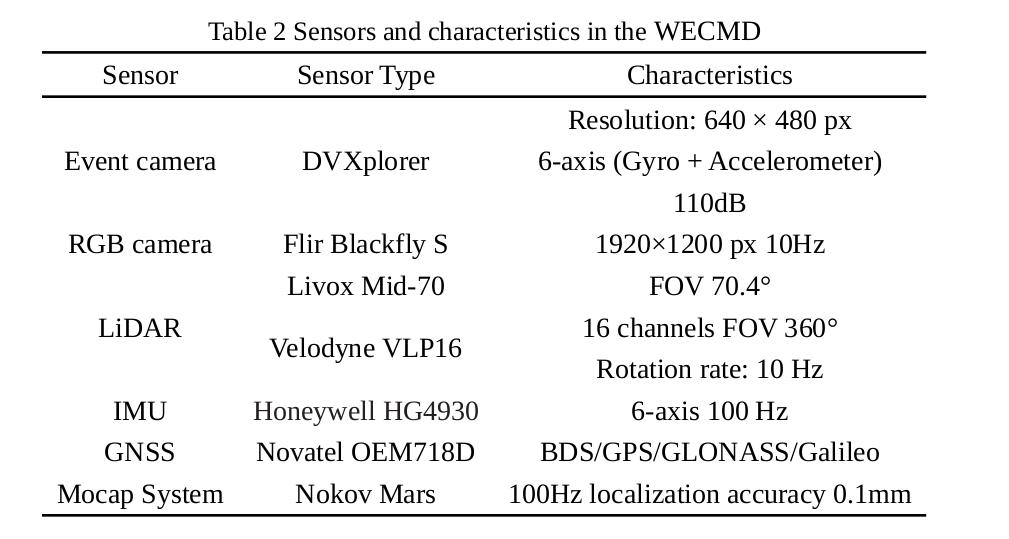 Table 2 Sensors and characteristics in the WECMD
Sensor Sensor Type Characteristics
Resolution: 640 × 480 px
Event camera DVXplorer 6-axis (Gyro + Accelerometer)
110dB
RGB camera Flir Blackfly S 1920×1200 px 10Hz
Livox Mid-70 FOV 70.4°
LiDAR 16 channels FOV 360°
Velodyne VLP16
Rotation rate: 10 Hz
IMU Honeywell HG4930 6-axis 100 Hz
GNSS Novatel OEM718D BDS/GPS/GLONASS/Galileo
Mocap System Nokov Mars 100Hz localization accuracy 0.1mm